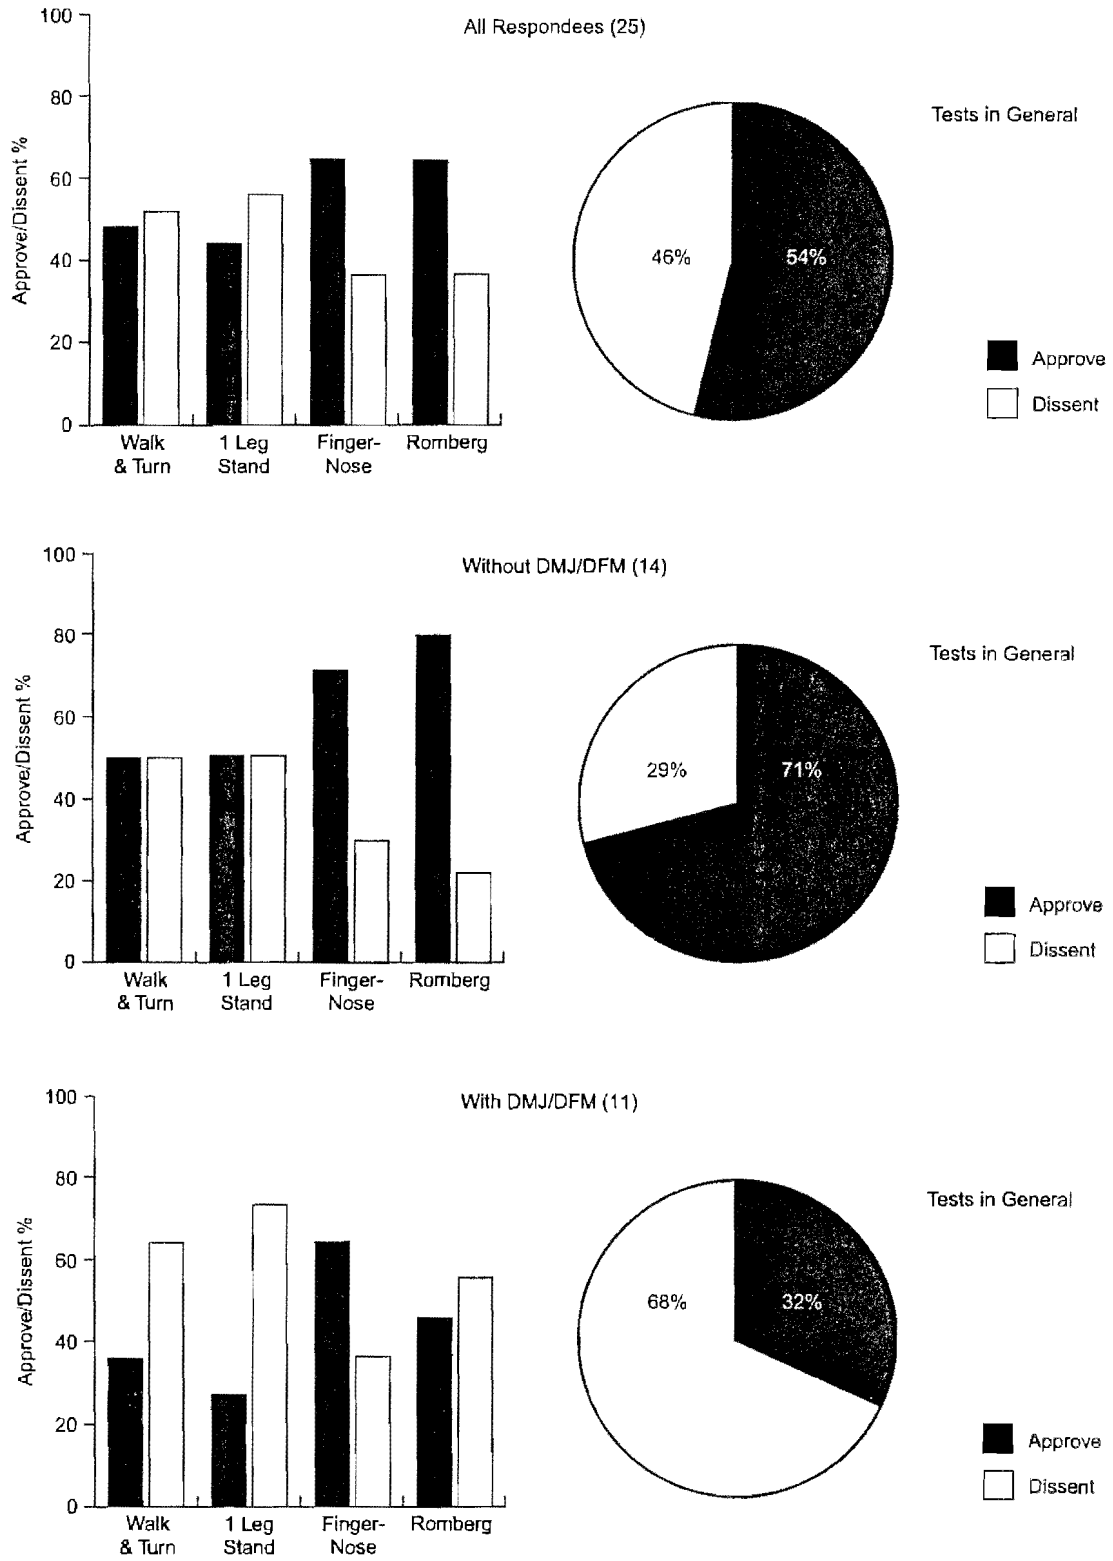 All Respondees (25)
Approve/Dissent %
100
80
60
40
20
0
Walk
& Turn
1 Leg
Stand
Finger-
Nose
Romberg
Tests in General
46%
54%
Approve
Dissent
Without DMJ/DFM (14)
Approve/Dissent %
100
80
60
40
20
0
Walk
& Turn
1 Leg
Stand
Finger-
Nose
Romberg
Tests in General
29%
71%
Approve
Dissent
With DMJ/DFM (11)
Approve/Dissent %
100
80
60
40
20
0
Walk
& Turn
1 Leg
Stand
Finger-
Nose
Romberg
Tests in General
68%
32%
Approve
Dissent